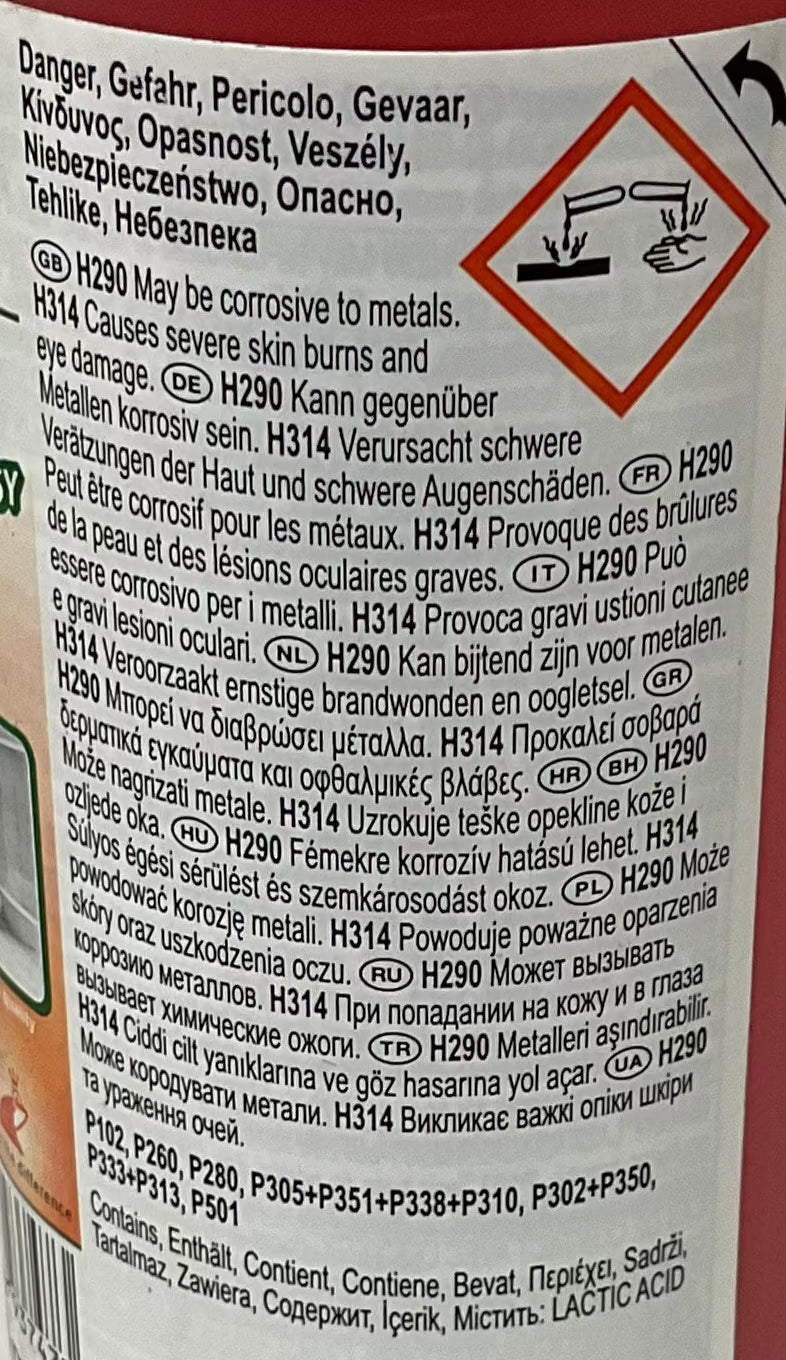 Danger, Gefahr, Pericolo, Gevaar,
Κίνδυνος, Opasnost, Veszély,
Niebezpieczeństwo, Опасно,
Tehlike, Небезпека
GB H290 May be corrosive to metals.
H314 Causes severe skin burns and
eye damage. DE H290 Kann gegenüber
Metallen korrosiv sein. H314 Verursacht schwere
Verätzungen der Haut und schwere Augenschäden. FR H290
Peut être corrosif pour les métaux. H314 Provoque des brûlures
de la peau et des lésions oculaires graves. IT H290 Può
essere corrosivo per i metalli. H314 Provoca gravi ustioni cutanee
e gravi lesioni oculari. NL H290 Kan bijtend zijn voor metalen.
H314 Veroorzaakt ernstige brandwonden en oogletsel. GR
H290 Μπορεί να διαβρώσει μέταλλα. H314 Προκαλεί σοβαρά
δερματικά εγκαύματα και οφθαλμικές βλάβες. HR BH H290
Može nagrizati metale. H314 Uzrokuje teške opekline kože i
ozljede oka. HU H290 Fémekre korrozív hatású lehet. H314
Súlyos égési sérülést és szemkárosodást okoz. PL H290 Może
powodować korozję metali. H314 Powoduje poważne oparzenia
skóry oraz uszkodzenia oczu. RU H290 Может вызывать
коррозию металлов. H314 При попадании на кожу и в глаза
вызывает химические ожоги. TR H290 Metalleri aşındırabilir.
H314 Ciddi cilt yanıklarına ve göz hasarına yol açar. UA H290
Може кородувати метали. H314 Викликає важкі опіки шкіри
та ураження очей.
P102, P260, P280, P305+P351+P338+P310, P302+P350,
P333+P313, P501
Contains, Enthält, Contient, Contiene, Bevat, Περιέχει, Sadrži,
Tartalmaz, Zawiera, Содержит, İçerik, Містить: LACTIC ACID
difference